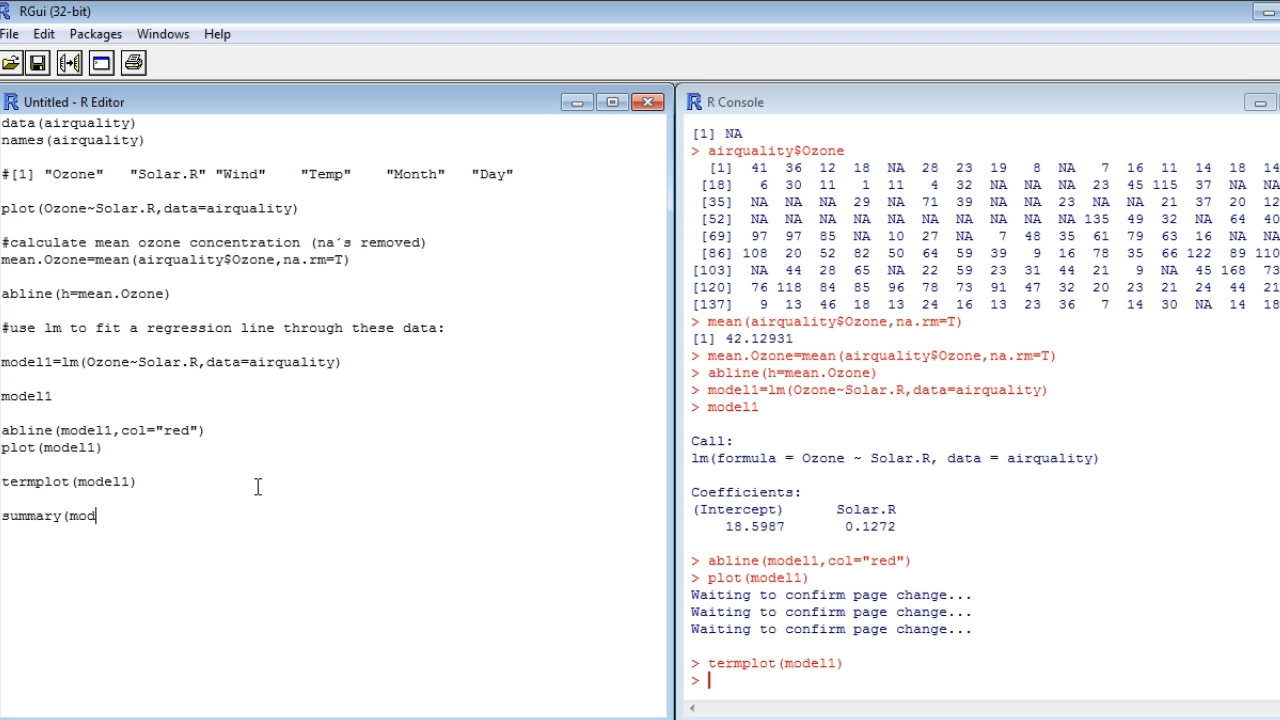 RGui (32-bit)
File Edit Packages Windows Help
Untitled - R Editor
data(airquality)
names(airquality)
#[1] "Ozone" "Solar.R" "Wind" "Temp" "Month" "Day"
plot(Ozone~Solar.R,data=airquality)
#calculate mean ozone concentration (na´s removed)
mean.Ozone=mean(airquality$Ozone,na.rm=T)
abline(h=mean.Ozone)
#use lm to fit a regression line through these data:
model1=lm(Ozone~Solar.R,data=airquality)
model1
abline(model1,col="red")
plot(model1)
termplot(model1)
summary(mod
R Console
[1] NA
> airquality$Ozone
[1] 41 36 12 18 NA 28 23 19 8 NA 7 16 11 14 18 14
[18] 6 30 11 1 11 4 32 NA NA NA 23 45 115 37 NA NA
[35] NA NA NA 29 NA 71 39 NA NA 23 NA NA 21 37 20 12
[52] NA NA NA NA NA NA NA NA NA NA 135 49 32 NA 64 40
[69] 97 97 85 NA 10 27 NA 7 48 35 61 79 63 16 NA NA
[86] 108 20 52 82 50 64 59 39 9 16 78 35 66 122 89 110
[103] NA 44 28 65 NA 22 59 23 31 44 21 9 NA 45 168 73
[120] 76 118 84 85 96 78 73 91 47 32 20 23 21 24 44 21
[137] 9 13 46 18 13 24 16 13 23 36 7 14 30 NA 14 18
> mean(airquality$Ozone,na.rm=T)
[1] 42.12931
> mean.Ozone=mean(airquality$Ozone,na.rm=T)
> abline(h=mean.Ozone)
> model1=lm(Ozone~Solar.R,data=airquality)
> model1
Call:
lm(formula = Ozone ~ Solar.R, data = airquality)
Coefficients:
(Intercept) Solar.R
18.5987 0.1272
> abline(model1,col="red")
> plot(model1)
Waiting to confirm page change...
Waiting to confirm page change...
Waiting to confirm page change...
> termplot(model1)
>